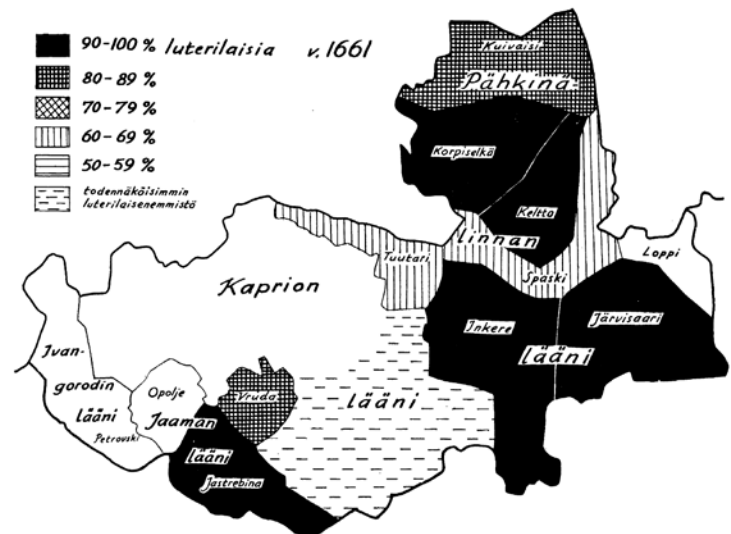 90-100 % luterilaisia v. 1661
80-89 %
70-79 %
60-69 %
50-59 %
todennäköisimmin
luterilaisenemmistö
Kuivaisi
Pähkinä-
Korpiselkä
Keltto
linnan
Tuutari
Spaski
Loppi
Kaprion
Inkere
Järvisaari
lääni
Ivan-
gorodin
lääni
Petrovski
Opolje
Jaaman
lääni
Jastrebina
Vruda
lääni